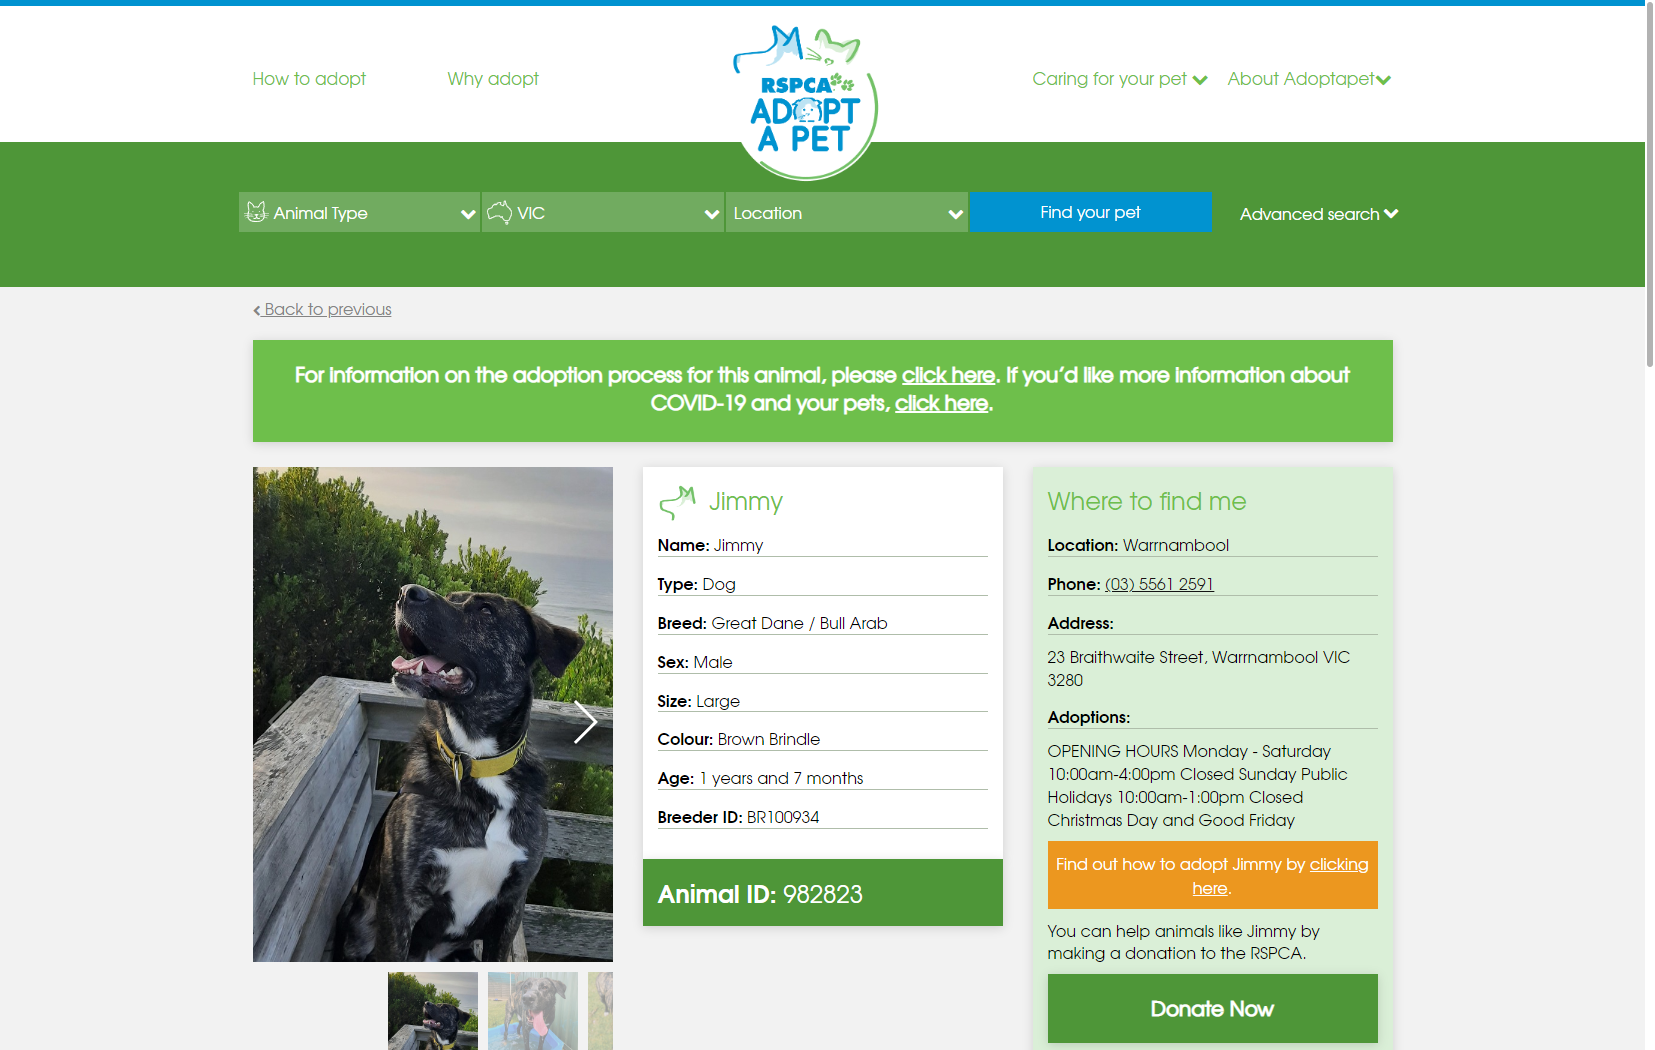 How to adopt
Why adopt
RSPCA
ADOPT
A PET
Caring for your pet
About Adoptapet
Animal Type
VIC
Location
Find your pet
Advanced search
Back to previous
For information on the adoption process for this animal, please click here. If you’d like more information about
COVID-19 and your pets, click here.
Jimmy
Name: Jimmy
Type: Dog
Breed: Great Dane / Bull Arab
Sex: Male
Size: Large
Colour: Brown Brindle
Age: 1 years and 7 months
Breeder ID: BR100934
Animal ID: 982823
Where to find me
Location: Warrnambool
Phone: (03) 5561 2591
Address:
23 Braithwaite Street, Warrnambool VIC
3280
Adoptions:
OPENING HOURS Monday - Saturday
10:00am-4:00pm Closed Sunday Public
Holidays 10:00am-1:00pm Closed
Christmas Day and Good Friday
Find out how to adopt Jimmy by clicking
here.
You can help animals like Jimmy by
making a donation to the RSPCA.
Donate Now